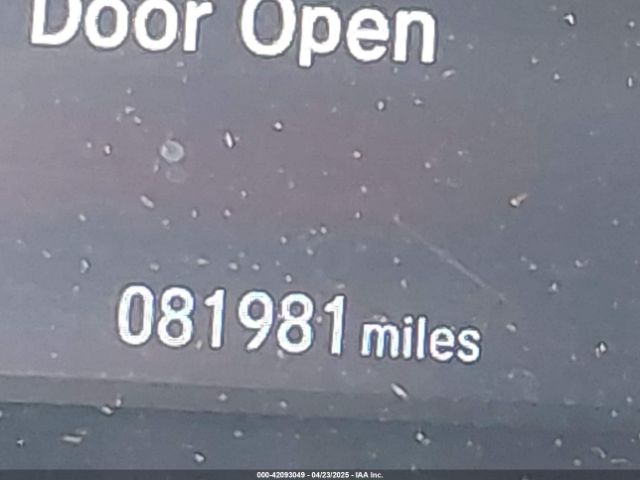 Door Open
081981 miles
000-42093049 - 04/23/2025 - IAA Inc.